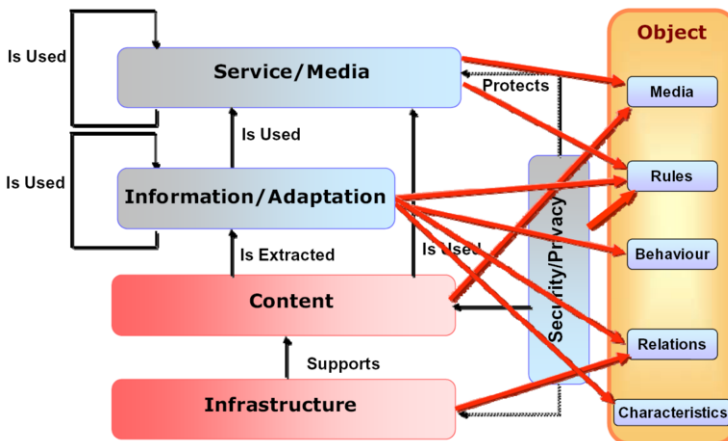 Object
Is Used
Service/Media
Protects
Media
Is Used
Is Used
Information/Adaptation
Rules
Security/Privacy
Is Extracted
Is Used
Behaviour
Content
Supports
Relations
Infrastructure
Characteristics